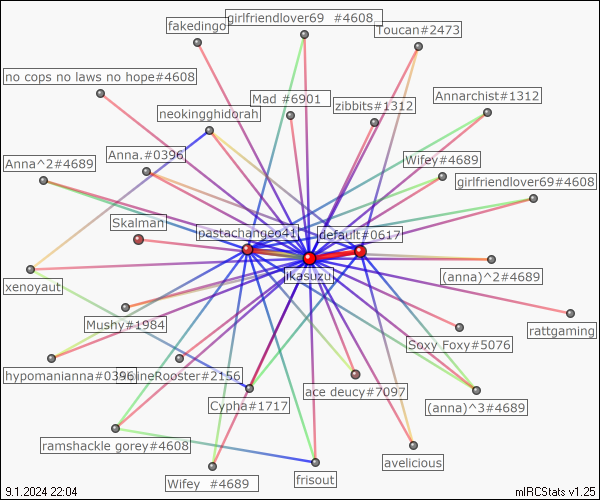 girlfriendlover69 #4608
fakedingo
Toucan#2473
no cops no laws no hope#4608
Mad #6901
Annarchist#1312
zibbits#1312
neokingghidorah
Anna^2#4689
Anna.#0396
Wifey#4689
girlfriendlover69#4608
Skalman
pastachangeo41
default#0617
Ikasuzu
(anna)^2#4689
xenoyaut
Mushy#1984
rattgaming
Soxy Foxy#5076
hypomanianna#0396
ineRooster#2156
ace deucy#7097
Cypha#1717
(anna)^3#4689
ramshackle gorey#4608
avelicious
Wifey #4689
frisout
9.1.2024 22:04
mIRCStats v1.25